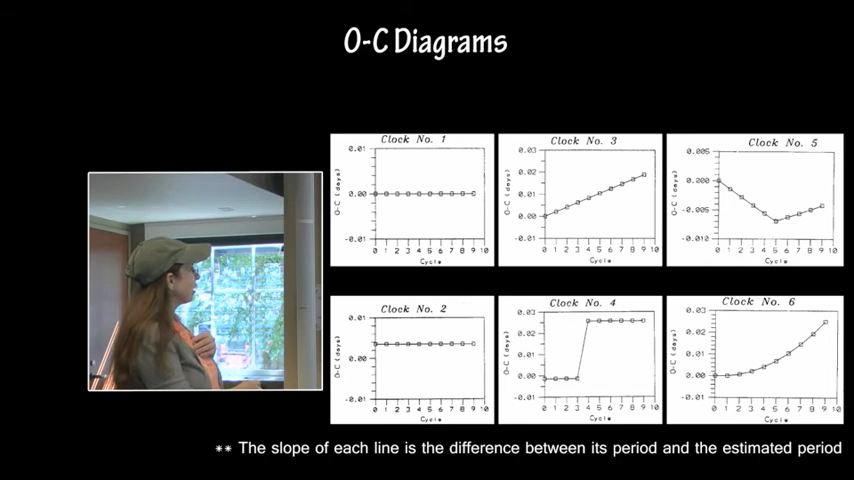 O-C Diagrams
Clock No. 1
0.01
0.00
-0.01
O-C (days)
0 1 2 3 4 5 6 7 8 9 10
Cycle
Clock No. 3
0.03
0.02
0.01
0.00
-0.01
O-C (days)
0 1 2 3 4 5 6 7 8 9 10
Cycle
Clock No. 5
0.005
0.000
-0.005
O-C (days)
0 1 2 3 4 5 6 7 8 9 10
Cycle
Clock No. 2
0.01
0.00
-0.01
O-C (days)
0 1 2 3 4 5 6 7 8 9 10
Cycle
Clock No. 4
0.03
0.02
0.01
0.00
-0.01
O-C (days)
0 1 2 3 4 5 6 7 8 9 10
Cycle
Clock No. 6
0.03
0.02
0.01
0.00
-0.01
O-C (days)
0 1 2 3 4 5 6 7 8 9 10
Cycle
** The slope of each line is the difference between its period and the estimated period